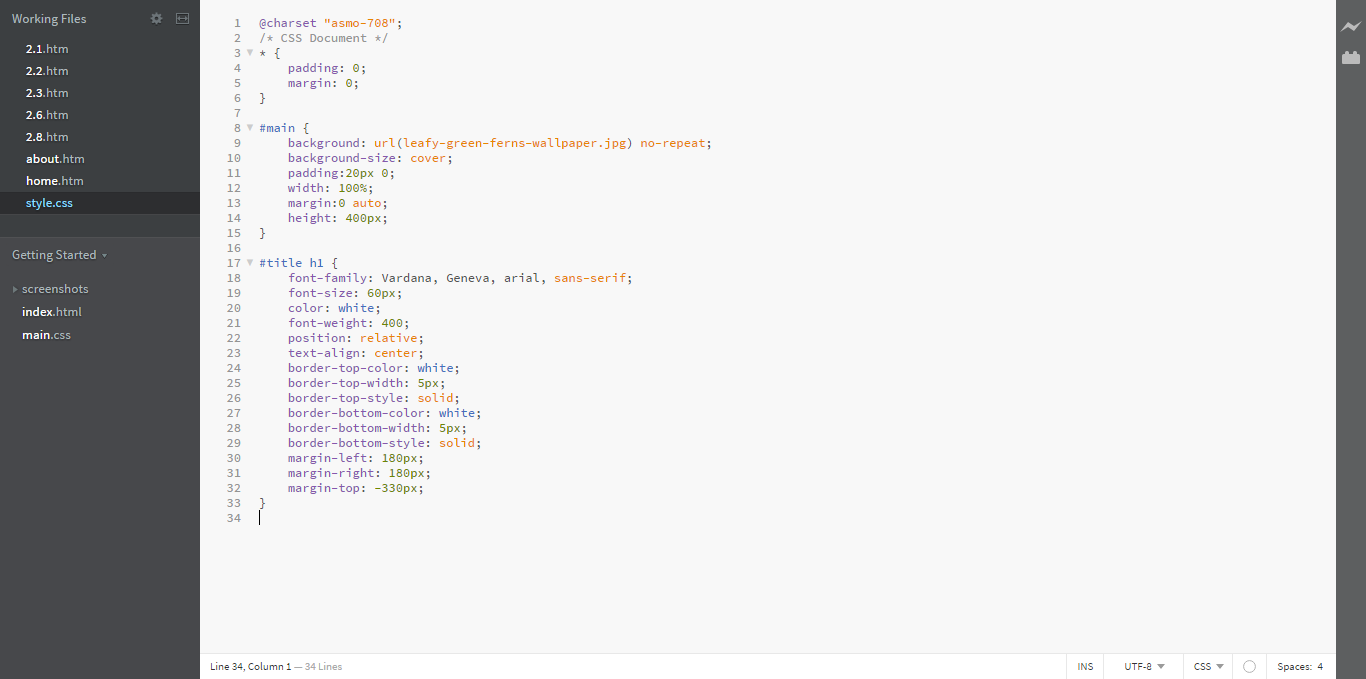 Working Files
2.1.htm
2.2.htm
2.3.htm
2.6.htm
2.8.htm
about.htm
home.htm
style.css
Getting Started
screenshots
index.html
main.css
1 @charset "asmo-708";
2 /* CSS Document */
3 * {
4     padding: 0;
5     margin: 0;
6 }
7
8 #main {
9     background: url(leafy-green-ferns-wallpaper.jpg) no-repeat;
10     background-size: cover;
11     padding:20px 0;
12     width: 100%;
13     margin:0 auto;
14     height: 400px;
15 }
16
17 #title h1 {
18     font-family: Vardana, Geneva, arial, sans-serif;
19     font-size: 60px;
20     color: white;
21     font-weight: 400;
22     position: relative;
23     text-align: center;
24     border-top-color: white;
25     border-top-width: 5px;
26     border-top-style: solid;
27     border-bottom-color: white;
28     border-bottom-width: 5px;
29     border-bottom-style: solid;
30     margin-left: 180px;
31     margin-right: 180px;
32     margin-top: -330px;
33 }
34
Line 34, Column 1 — 34 Lines INS UTF-8 CSS Spaces: 4